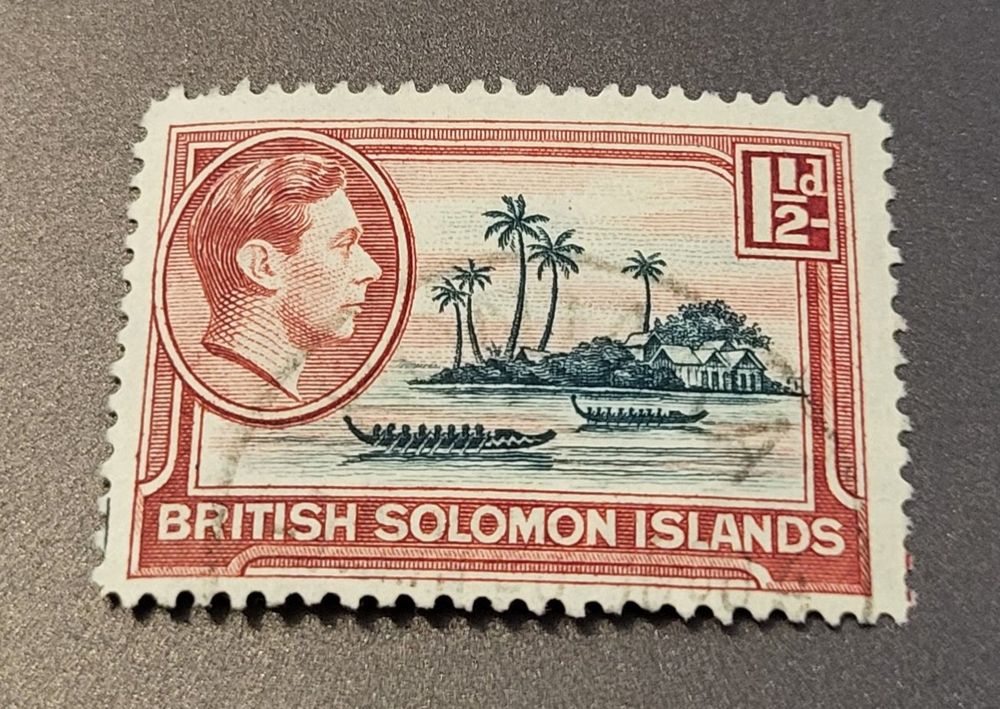 1½d
BRITISH SOLOMON ISLANDS